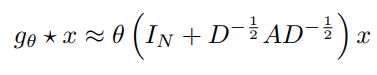 g_θ ⋆ x ≈ θ (I_N + D^{-1/2} A D^{-1/2}) x